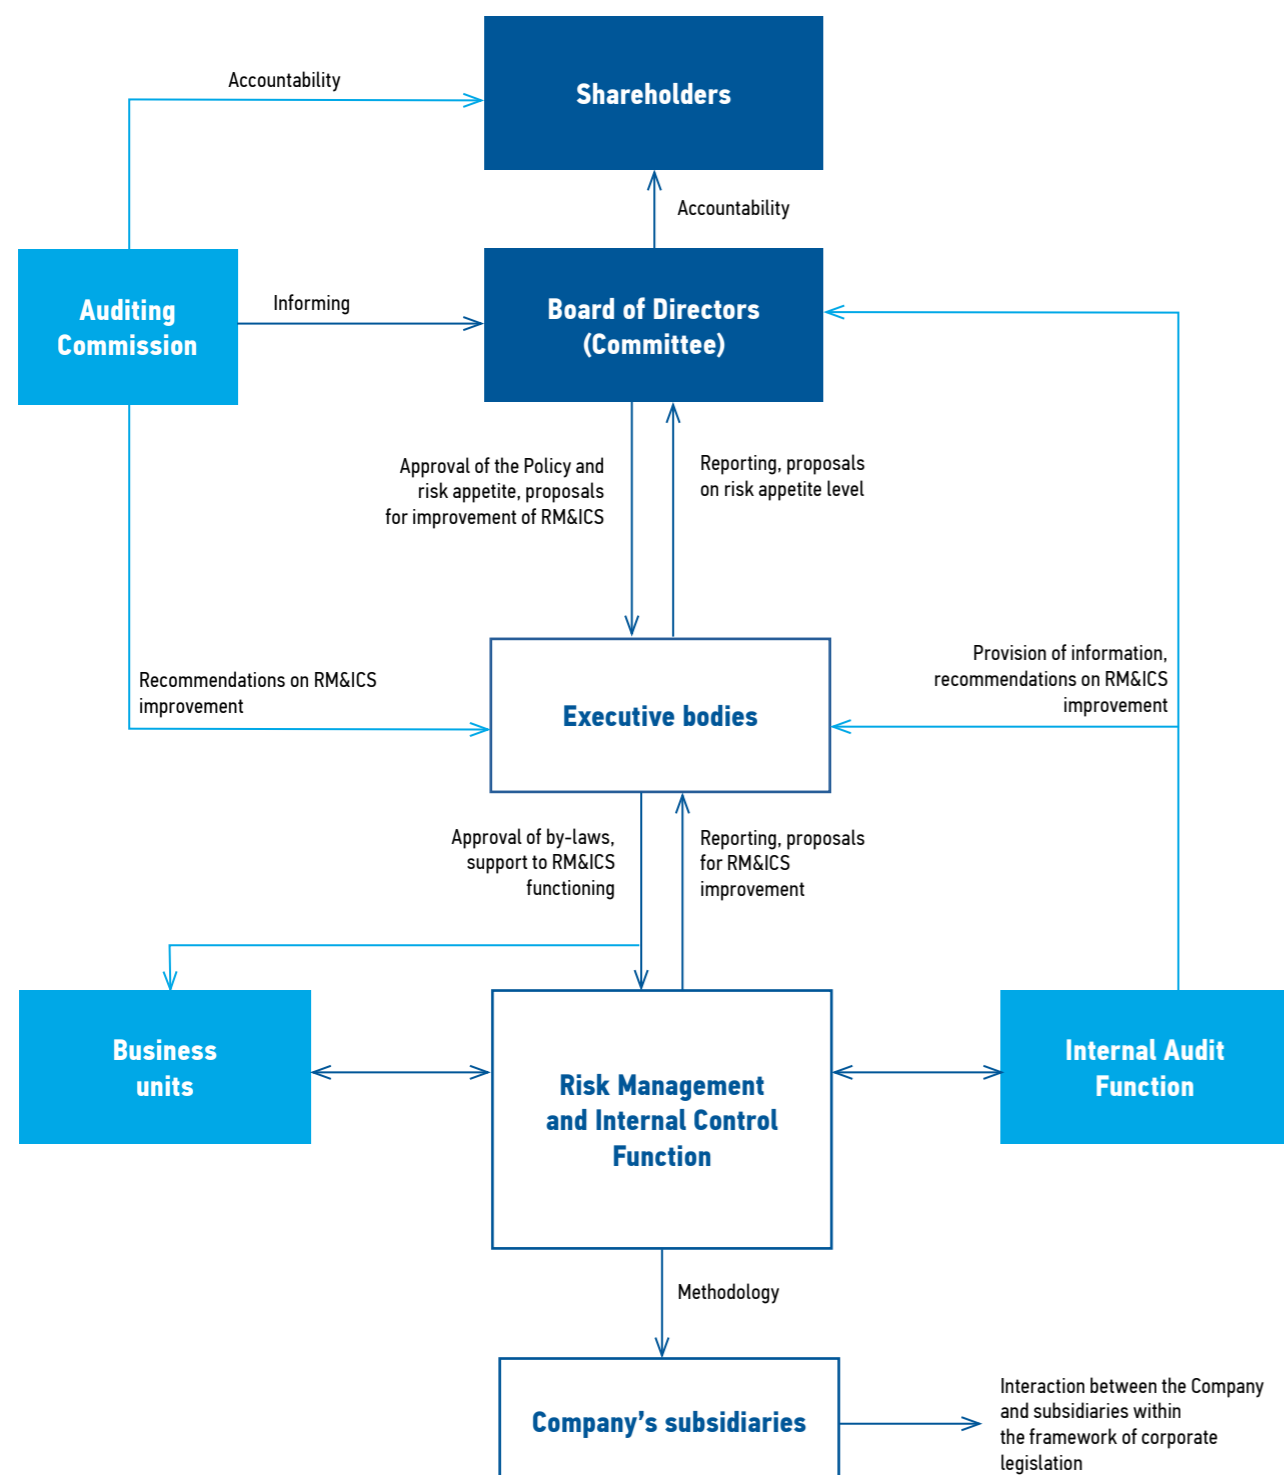 Accountability
Shareholders
Accountability
Auditing
Commission
Informing
Board of Directors
(Committee)
Approval of the Policy and
risk appetite, proposals
for improvement of RM&ICS
Reporting, proposals
on risk appetite level
Recommendations on RM&ICS
improvement
Executive bodies
Provision of information,
recommendations on RM&ICS
improvement
Approval of by-laws,
support to RM&ICS
functioning
Reporting, proposals
for RM&ICS
improvement
Business
units
Risk Management
and Internal Control
Function
Internal Audit
Function
Methodology
Company’s subsidiaries
Interaction between the Company
and subsidiaries within
the framework of corporate
legislation